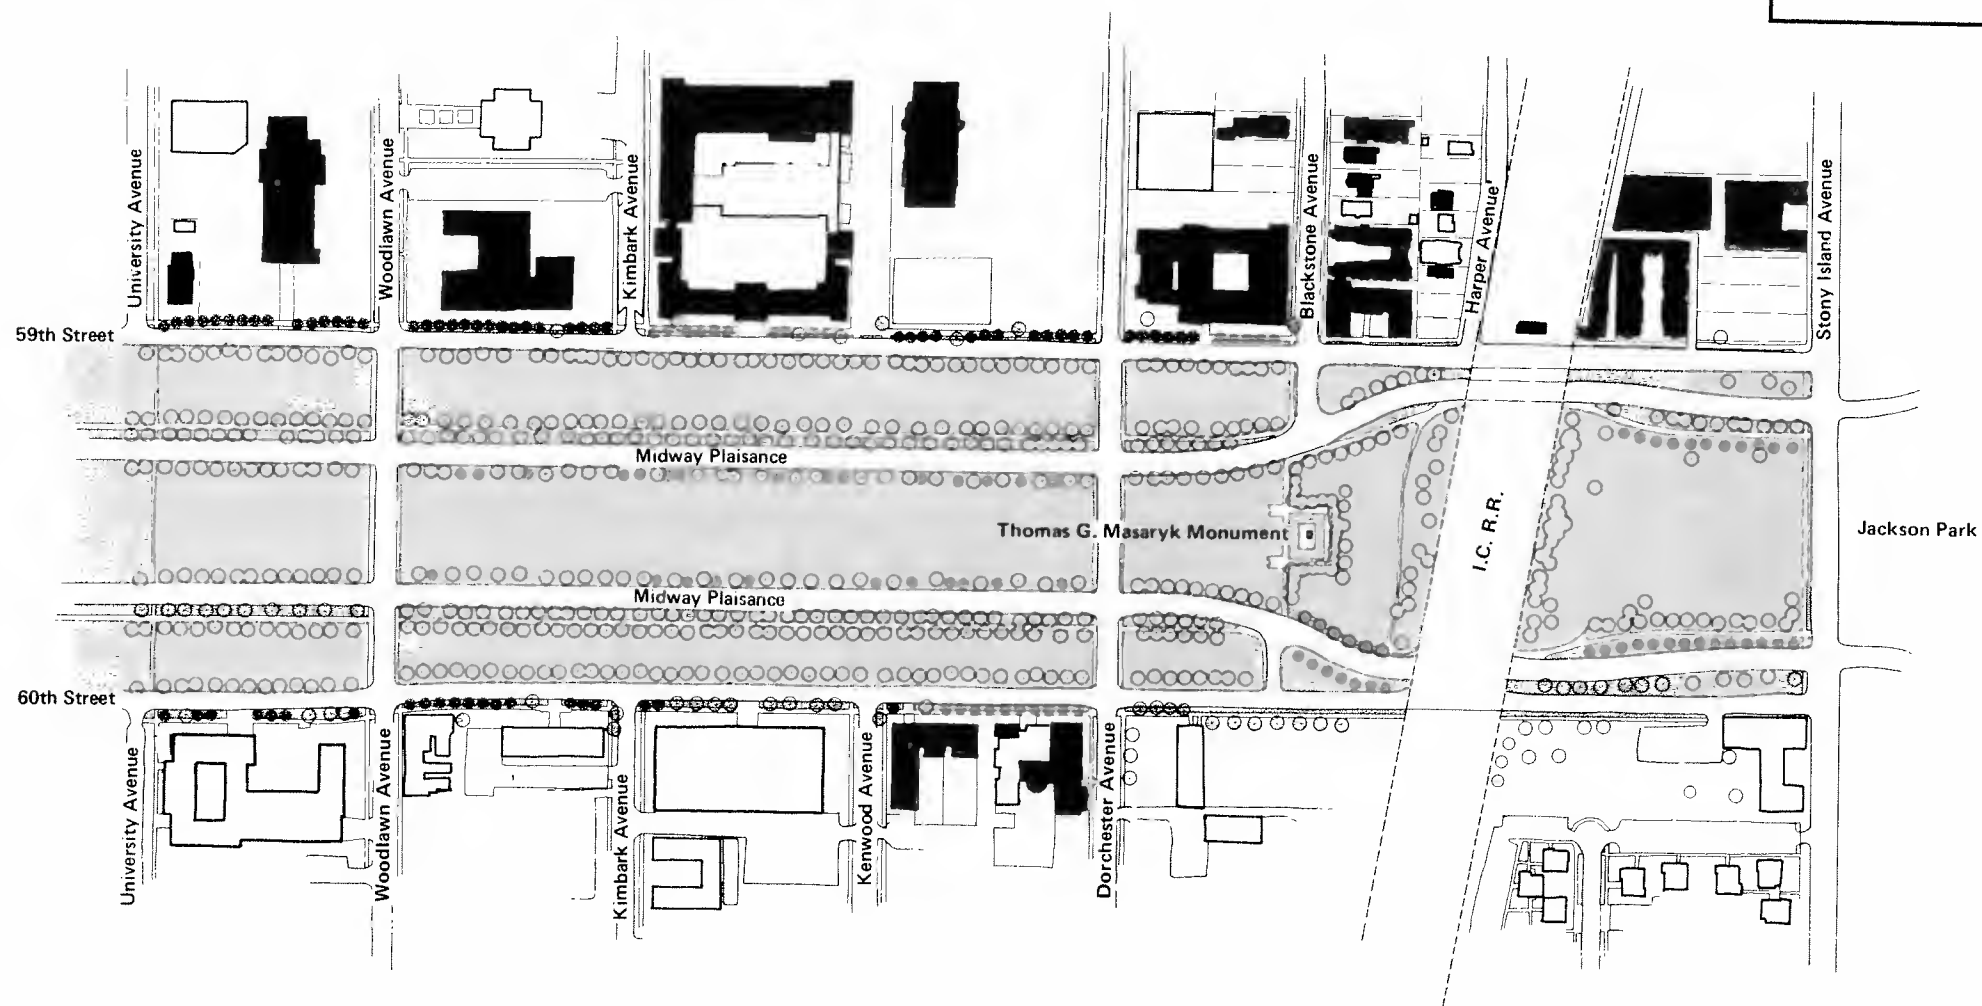 University Avenue
Woodlawn Avenue
Kimbark Avenue
Blackstone Avenue
Harper Avenue
Stony Island Avenue
59th Street
Midway Plaisance
Thomas G. Masaryk Monument
I.C. R.R.
Jackson Park
Midway Plaisance
60th Street
University Avenue
Woodlawn Avenue
Kimbark Avenue
Kenwood Avenue
Dorchester Avenue